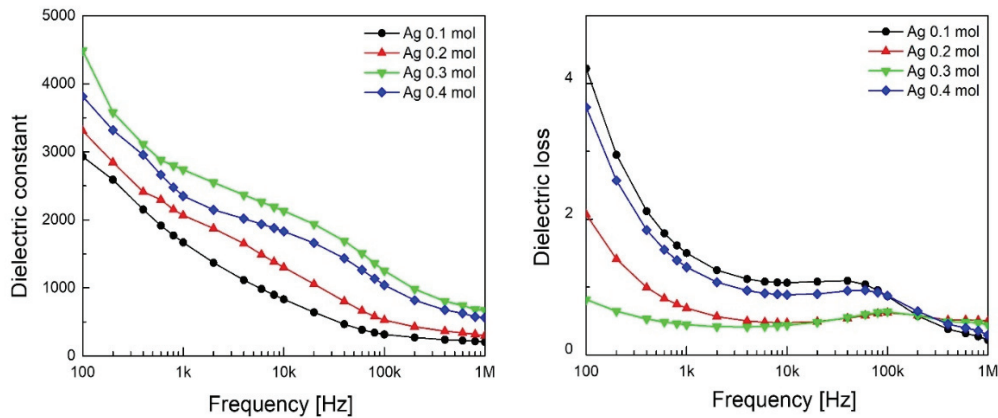 5000
4000
3000
2000
1000
0
Dielectric constant
Ag 0.1 mol
Ag 0.2 mol
Ag 0.3 mol
Ag 0.4 mol
100
1k
10k
100k
1M
Frequency [Hz]
4
2
0
Dielectric loss
Ag 0.1 mol
Ag 0.2 mol
Ag 0.3 mol
Ag 0.4 mol
100
1k
10k
100k
1M
Frequency [Hz]